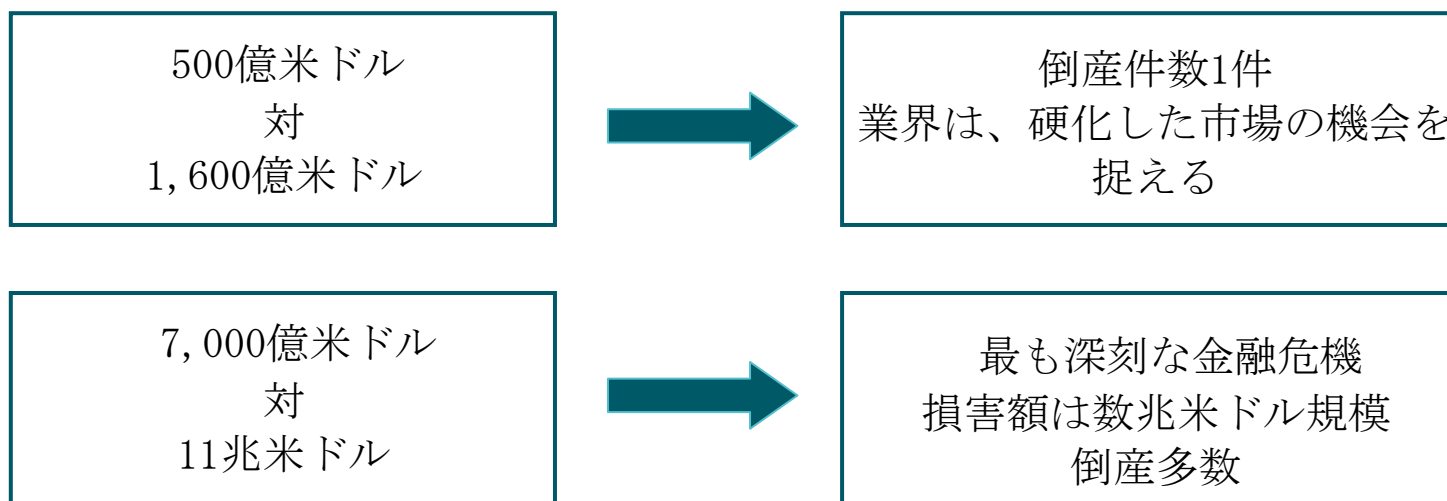 500億米ドル
対
1,600億米ドル
倒産件数1件
業界は、硬化した市場の機会を
捉える
7,000億米ドル
対
11兆米ドル
最も深刻な金融危機
損害額は数兆米ドル規模
倒産多数